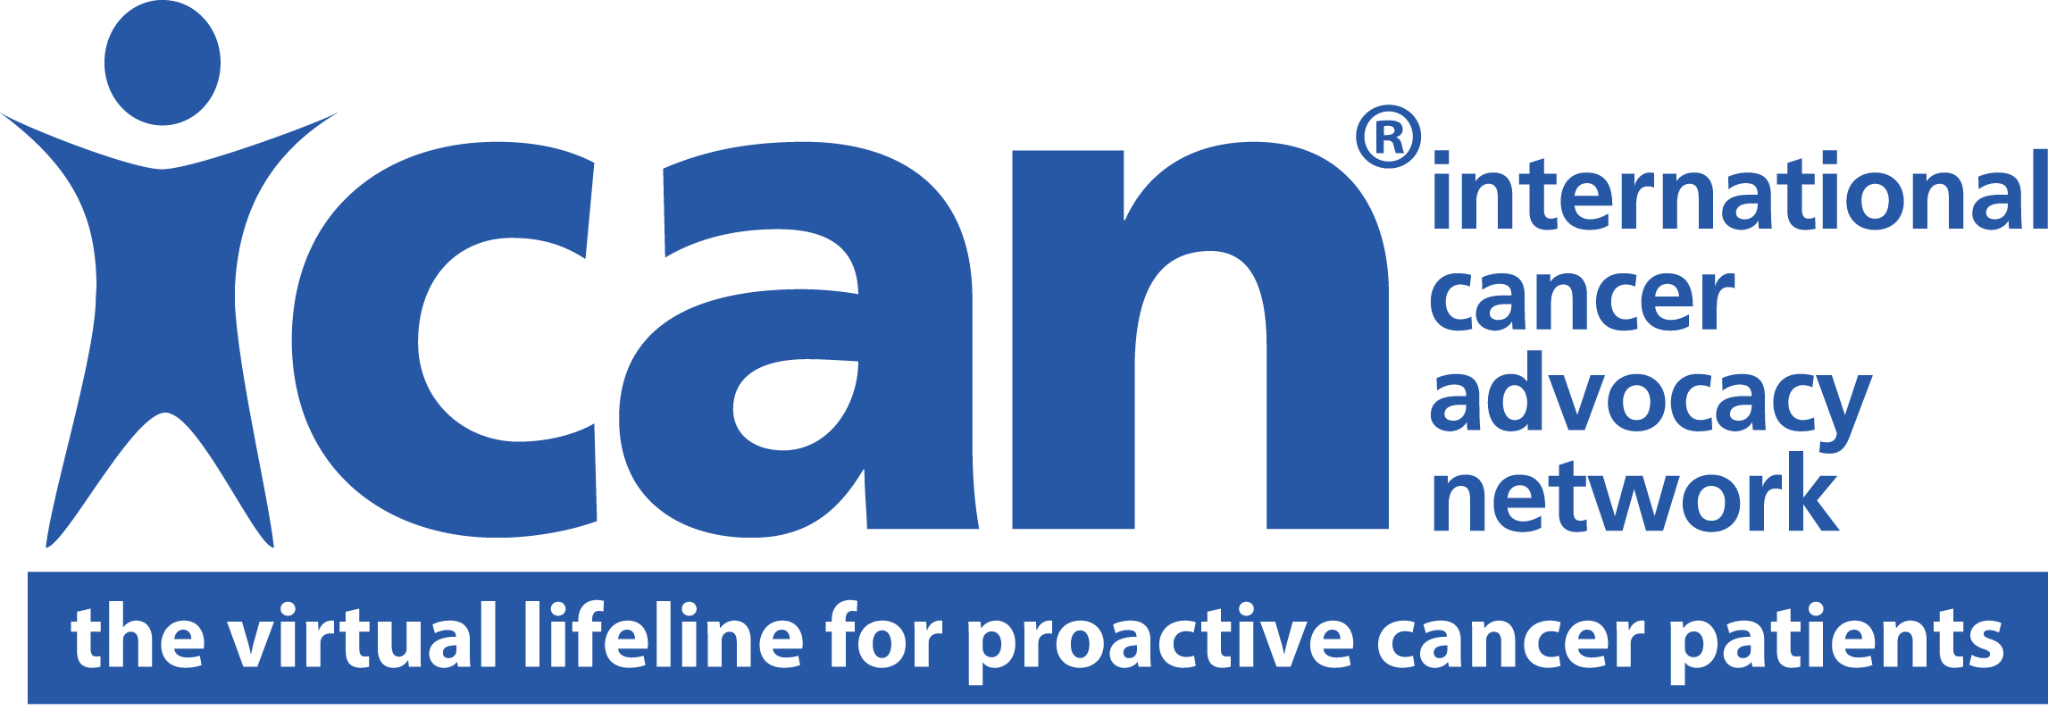 ican®
international
cancer
advocacy
network
the virtual lifeline for proactive cancer patients